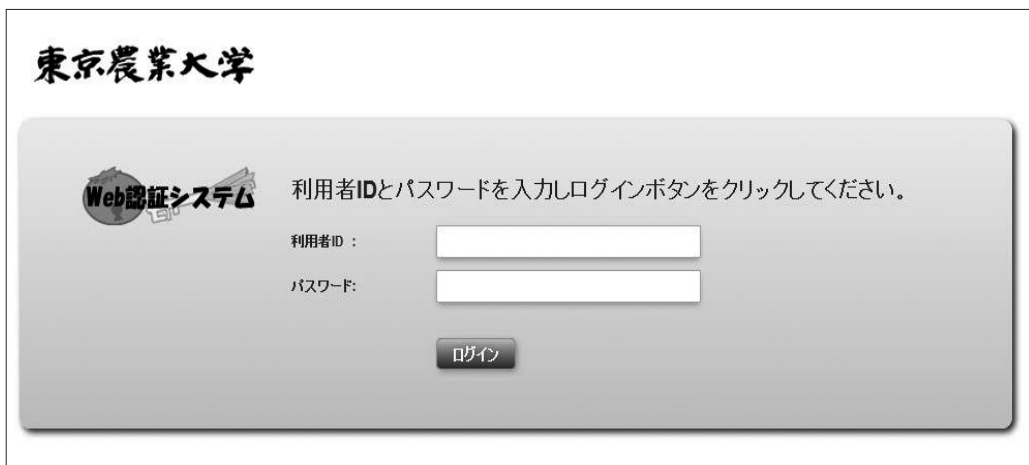 東京農業大学
Web認証システム
利用者IDとパスワードを入力しログインボタンをクリックしてください。
利用者ID :
パスワード:
ログイン